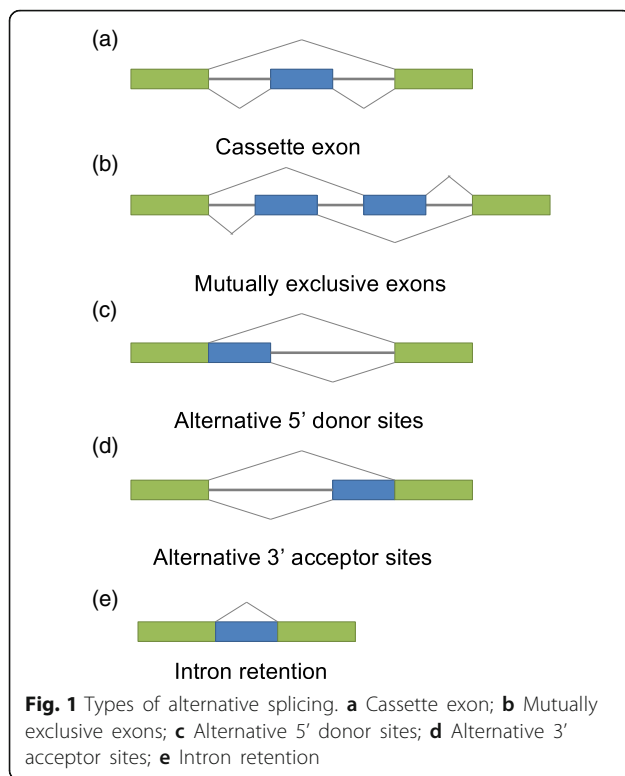 (a)
Cassette exon
(b)
Mutually exclusive exons
(c)
Alternative 5’ donor sites
(d)
Alternative 3’ acceptor sites
(e)
Intron retention
Fig. 1 Types of alternative splicing. a Cassette exon; b Mutually
exclusive exons; c Alternative 5’ donor sites; d Alternative 3’
acceptor sites; e Intron retention